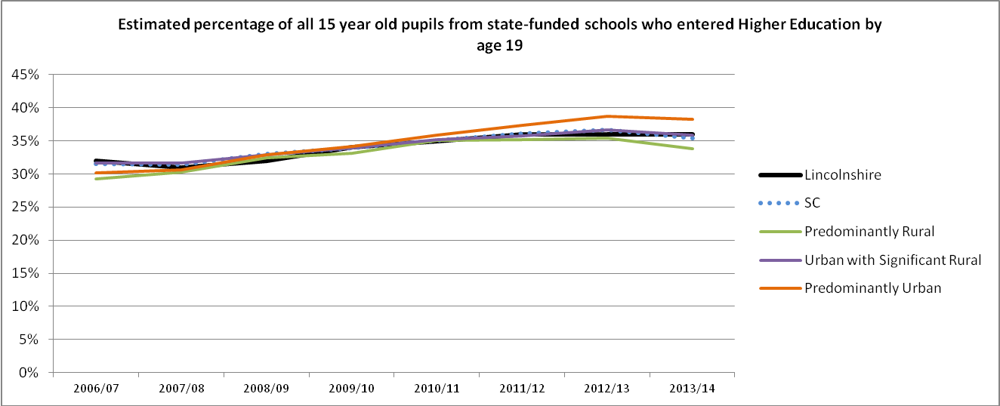 Estimated percentage of all 15 year old pupils from state-funded schools who entered Higher Education by
age 19
45%
40%
35%
30%
25%
20%
15%
10%
5%
0%
2006/07 2007/08 2008/09 2009/10 2010/11 2011/12 2012/13 2013/14
Lincolnshire
SC
Predominantly Rural
Urban with Significant Rural
Predominantly Urban